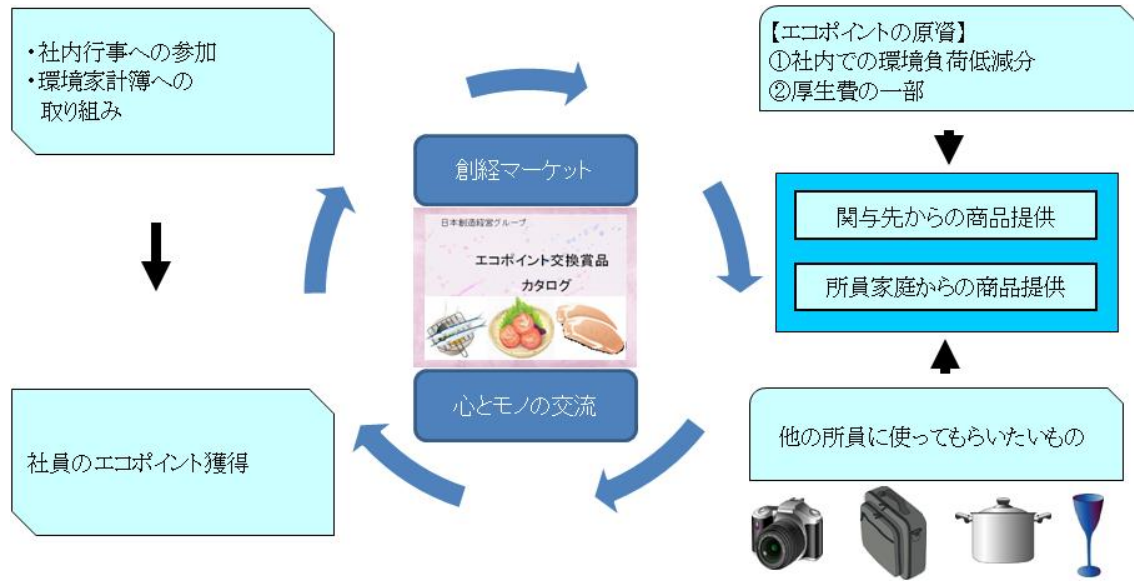 ・社内行事への参加
・環境家計簿への
取り組み
【エコポイントの原資】
①社内での環境負荷低減分
②厚生費の一部
創経マーケット
日本創造経営グループ
エコポイント交換賞品
カタログ
関与先からの商品提供
所員家庭からの商品提供
心とモノの交流
社員のエコポイント獲得
他の所員に使ってもらいたいもの